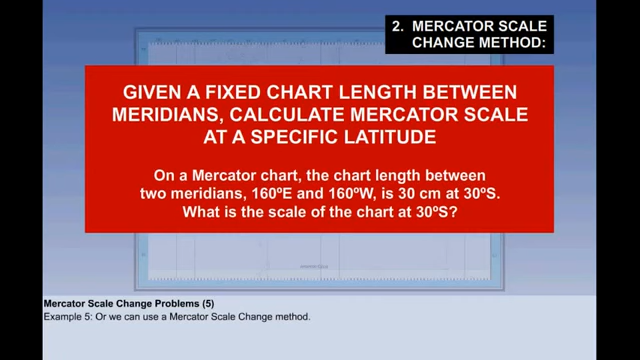 2. MERCATOR SCALE
CHANGE METHOD:
GIVEN A FIXED CHART LENGTH BETWEEN
MERIDIANS, CALCULATE MERCATOR SCALE
AT A SPECIFIC LATITUDE
On a Mercator chart, the chart length between
two meridians, 160ºE and 160ºW, is 30 cm at 30ºS.
What is the scale of the chart at 30ºS?
Mercator Scale Change Problems (5)
Example 5: Or we can use a Mercator Scale Change method.